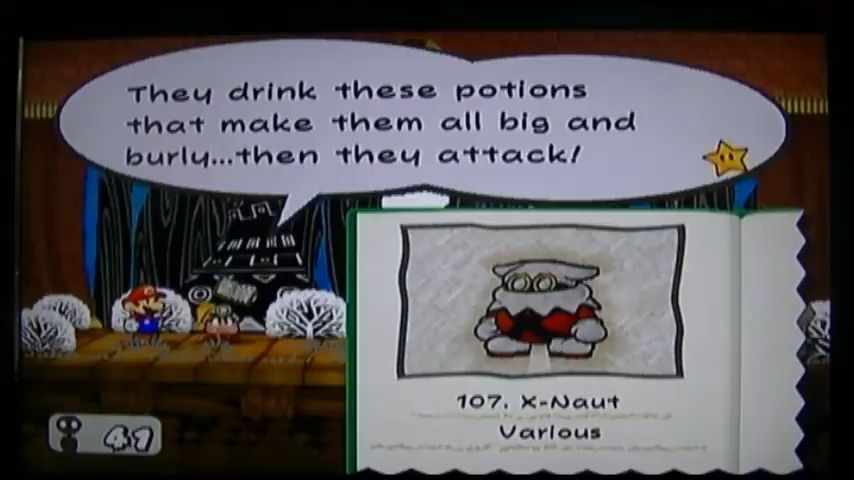 They drink these potions
that make them all big and
burly...then they attack!
107. X-Naut
Various
41